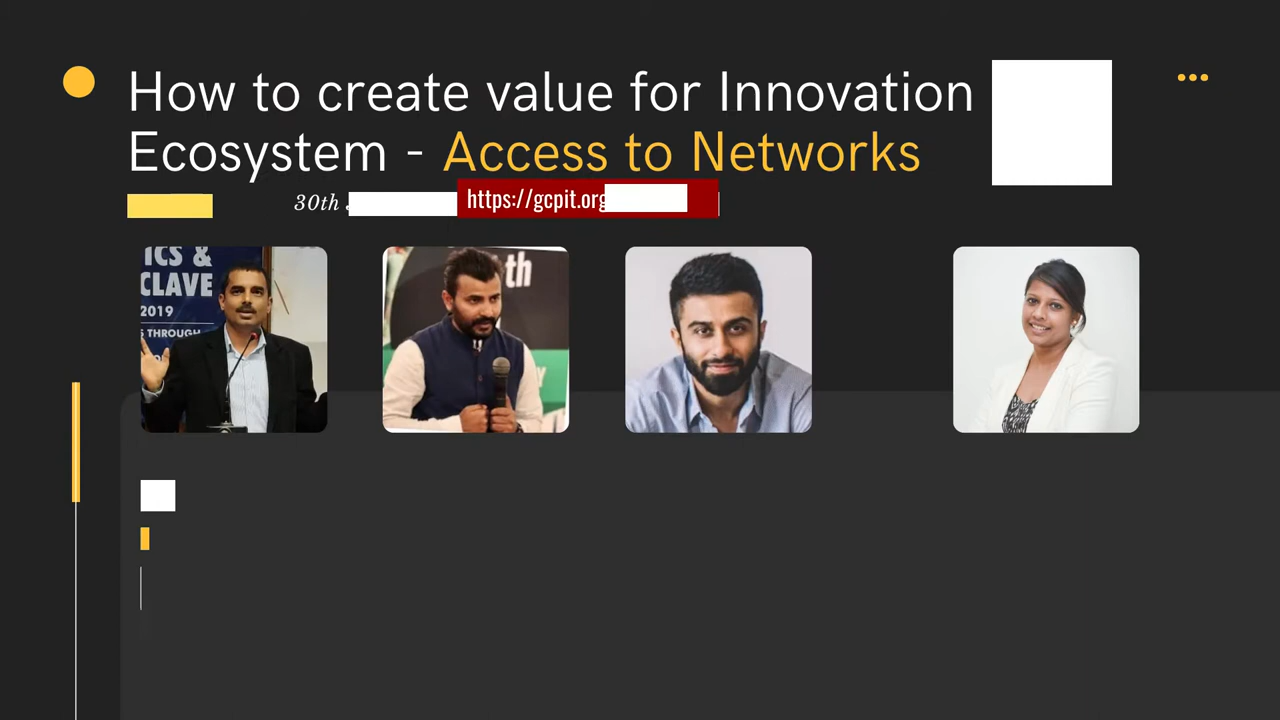 How to create value for Innovation
Ecosystem - Access to Networks
30th
https://gcpit.org
ICS &
CLAVE
2019
THROUGH
th